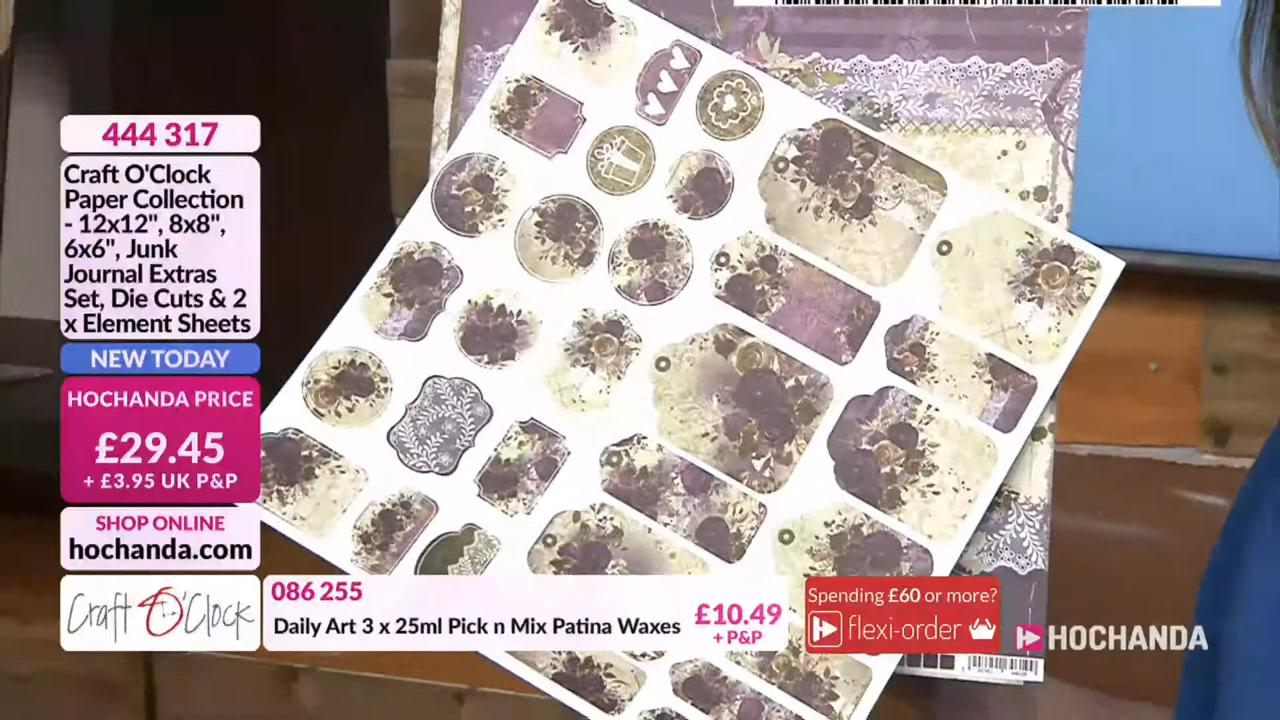 444 317
Craft O'Clock
Paper Collection
- 12x12", 8x8",
6x6", Junk
Journal Extras
Set, Die Cuts & 2
x Element Sheets
NEW TODAY
HOCHANDA PRICE
£29.45
+ £3.95 UK P&P
SHOP ONLINE
hochanda.com
Craft O'Clock
086 255
Daily Art 3 x 25ml Pick n Mix Patina Waxes
£10.49
+ P&P
Spending £60 or more?
flexi-order
HOCHANDA